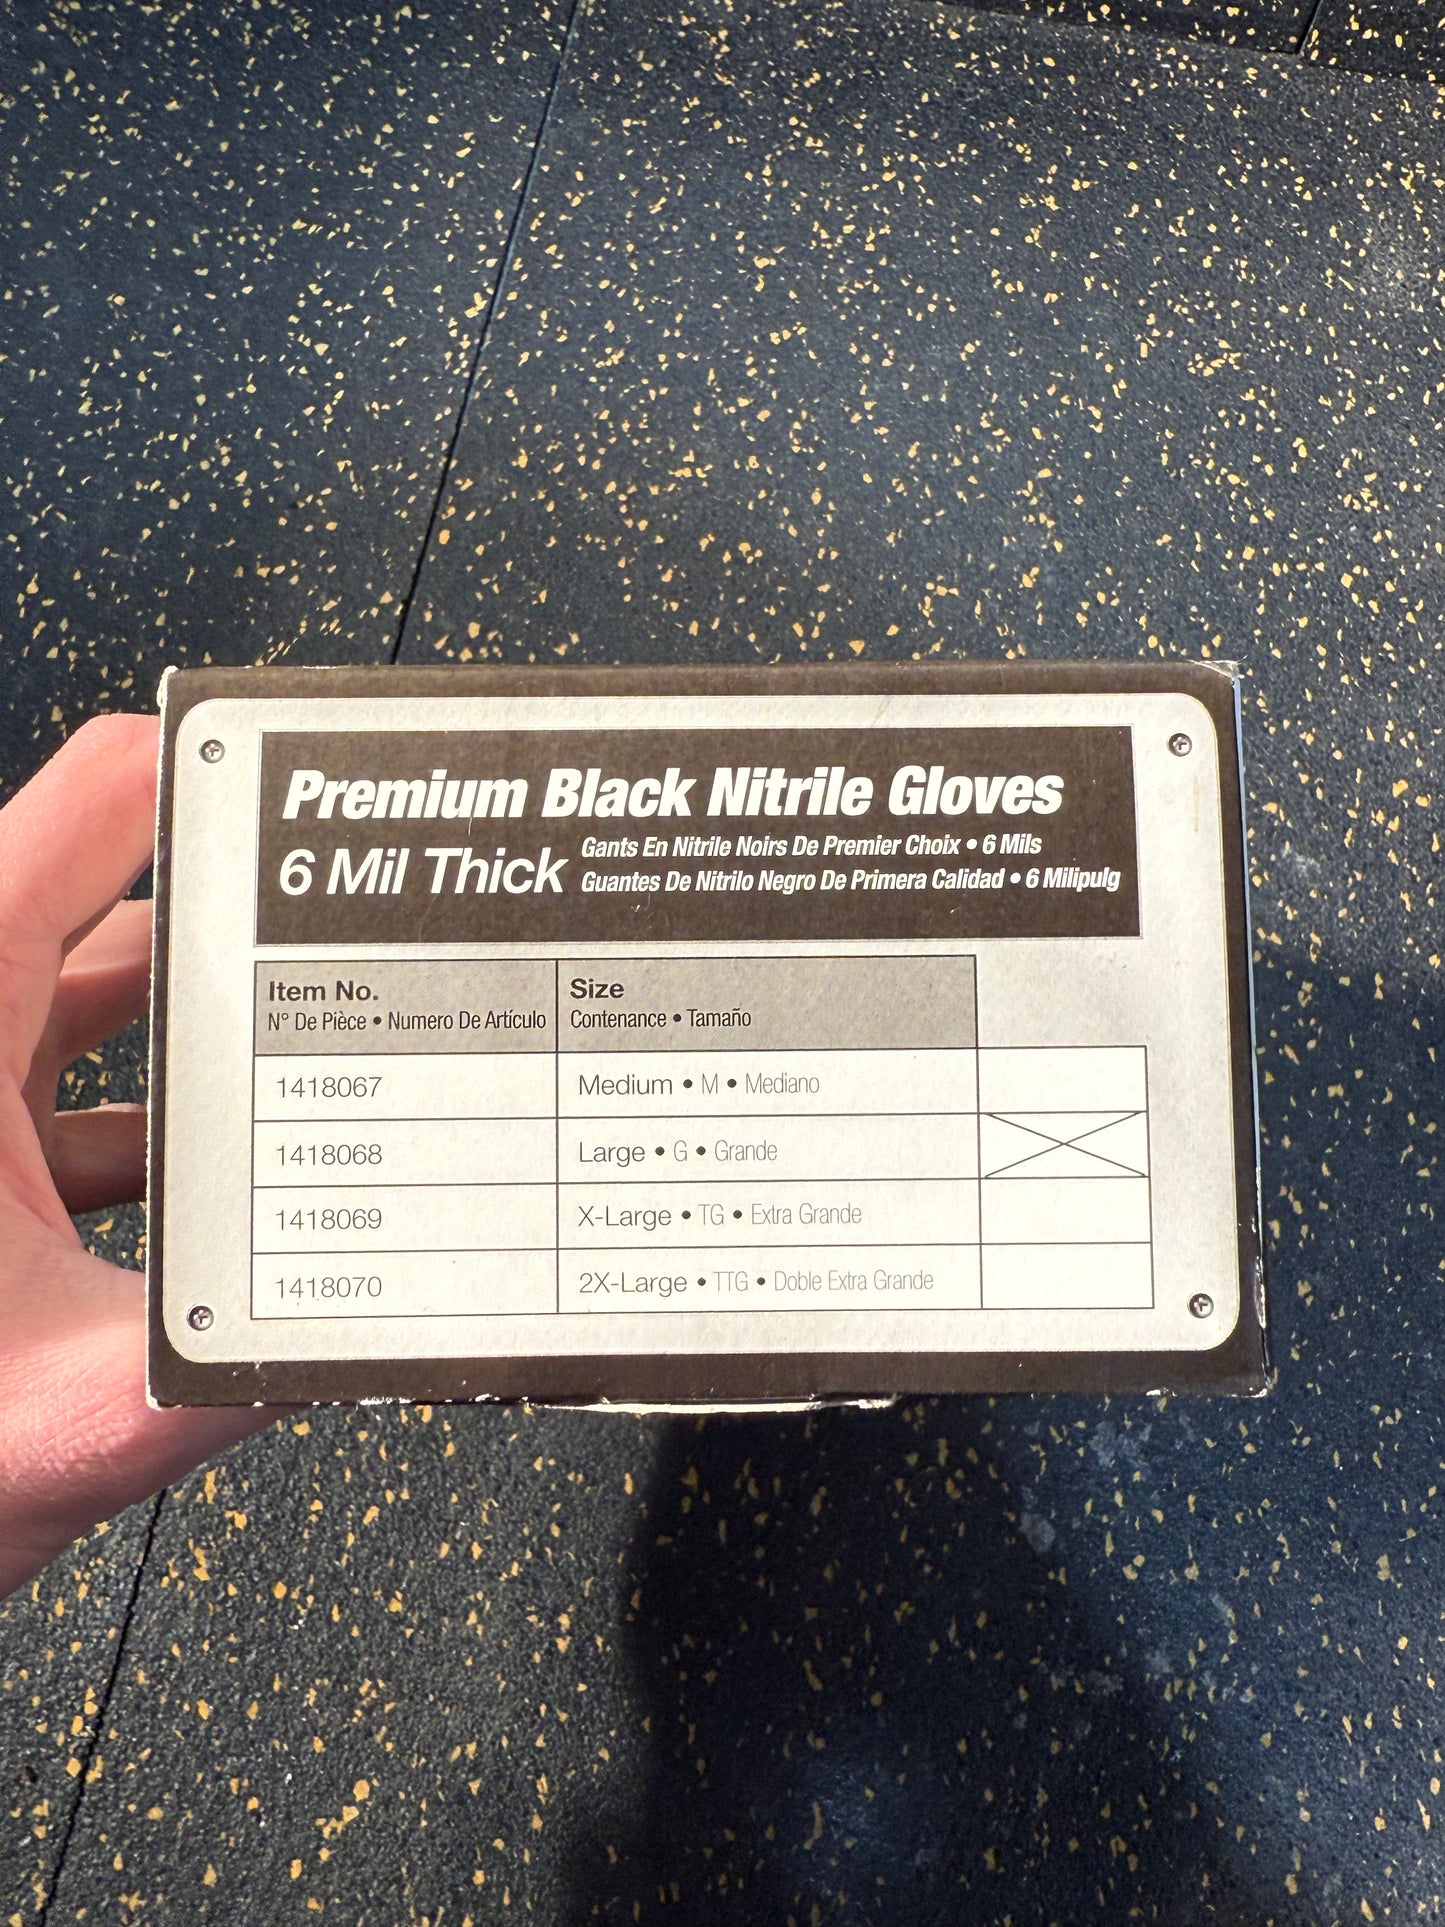 Premium Black Nitrile Gloves
6 Mil Thick
Gants En Nitrile Noirs De Premier Choix • 6 Mils
Guantes De Nitrilo Negro De Primera Calidad • 6 Milipulg
Item No.
N° De Pièce • Numero De Artículo
Size
Contenance • Tamaño
1418067
Medium • M • Mediano
1418068
Large • G • Grande
1418069
X-Large • TG • Extra Grande
1418070
2X-Large • TTG • Doble Extra Grande